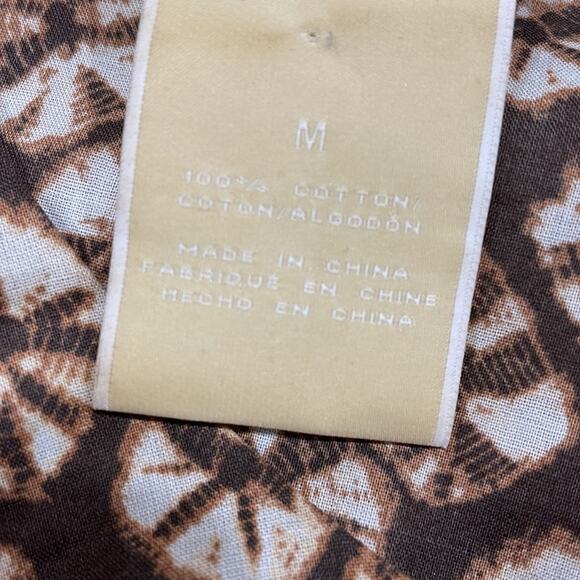 M
100% COTTON/
COTON/ALGODÓN
MADE IN CHINA
FABRIQUÉ EN CHINE
HECHO EN CHINA